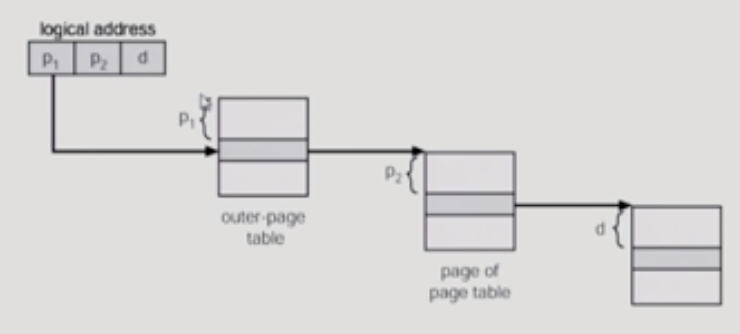 logical address
p₁ p₂ d
p₁
outer-page
table
p₂
page of
page table
d